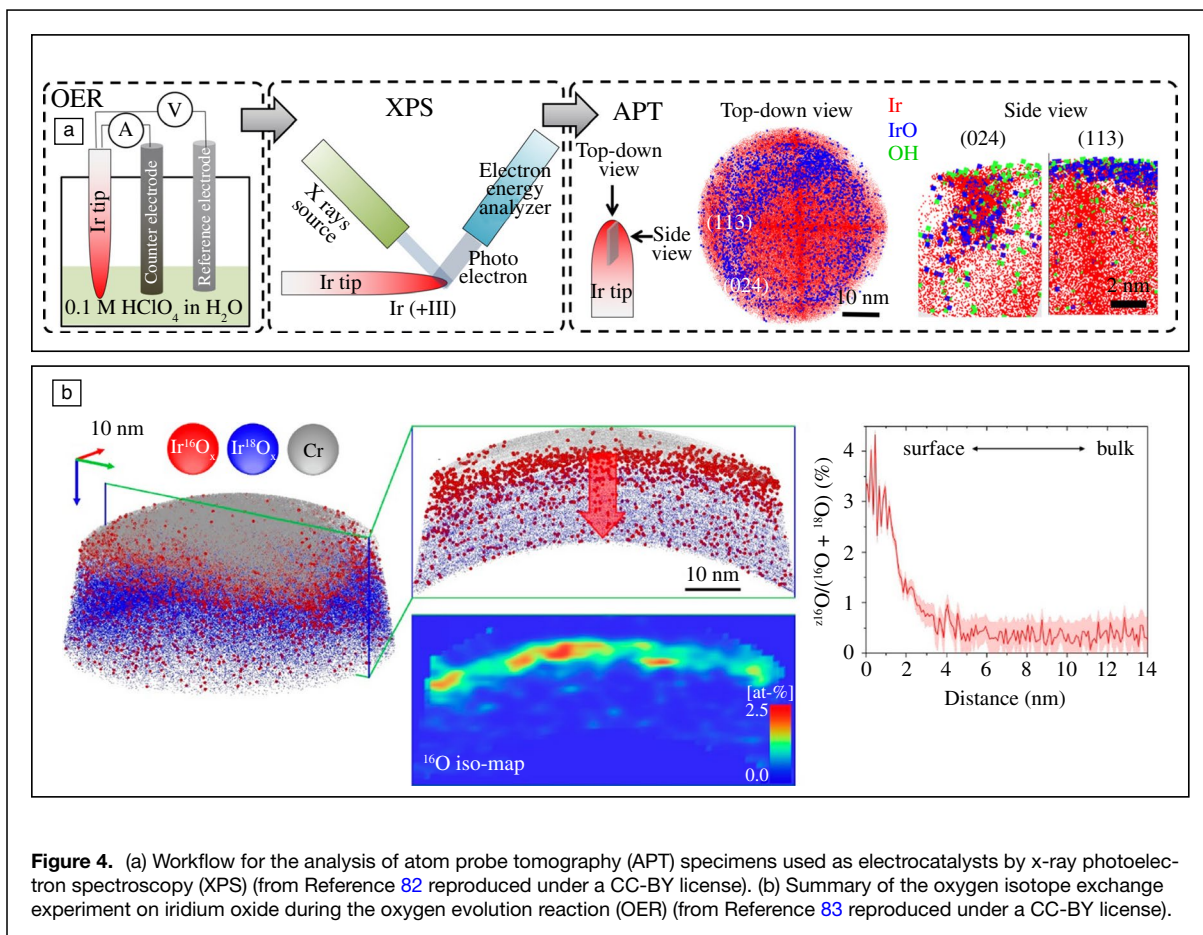 OER
a
V
A
Ir tip
Counter electrode
Reference electrode
0.1 M HClO₄ in H₂O
XPS
X rays
source
Electron
energy
analyzer
Photo
electron
Ir tip
Ir (+III)
APT
Top-down
view
Side
view
Ir tip
Top-down view
(113)
(024)
10 nm
Ir
IrO
OH
Side view
(024)
(113)
2 nm
b
10 nm
Ir¹⁶Oₓ
Ir¹⁸Oₓ
Cr
10 nm
¹⁶O iso-map
[at-%]
2.5
0.0
ᶻ¹⁶O/(¹⁶O + ¹⁸O) (%)
4
3
2
1
0
surface
bulk
0 2 4 6 8 10 12 14
Distance (nm)
Figure 4. (a) Workflow for the analysis of atom probe tomography (APT) specimens used as electrocatalysts by x-ray photoelec-
tron spectroscopy (XPS) (from Reference 82 reproduced under a CC-BY license). (b) Summary of the oxygen isotope exchange
experiment on iridium oxide during the oxygen evolution reaction (OER) (from Reference 83 reproduced under a CC-BY license).